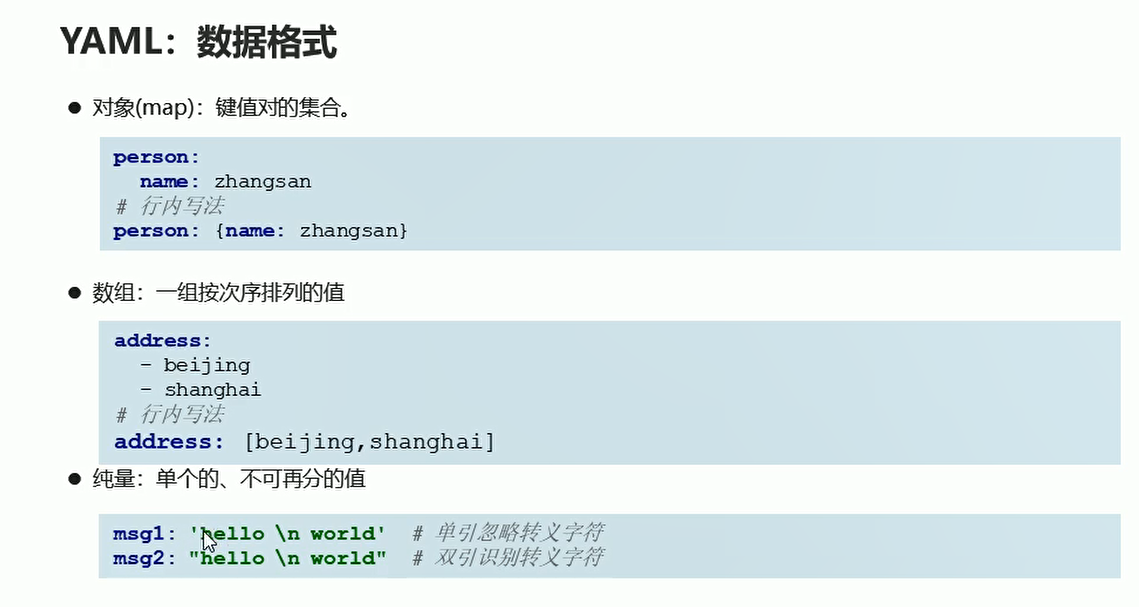 YAML：数据格式
● 对象(map)：键值对的集合。
person:
  name: zhangsan
# 行内写法
person: {name: zhangsan}
● 数组：一组按次序排列的值
address:
  - beijing
  - shanghai
# 行内写法
address: [beijing,shanghai]
● 纯量：单个的、不可再分的值
msg1: 'hello \n world'  # 单引忽略转义字符
msg2: "hello \n world"  # 双引识别转义字符